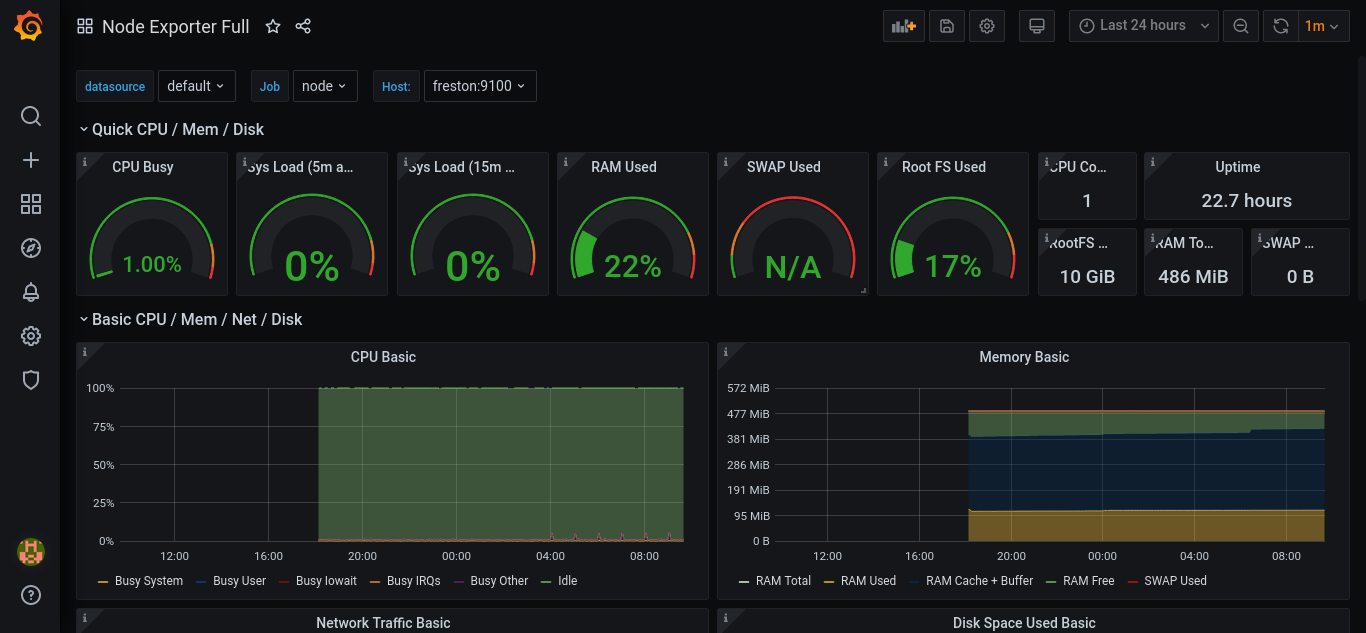 Node Exporter Full
Last 24 hours
1m
datasource default Job node Host: freston:9100
Quick CPU / Mem / Disk
CPU Busy
1.00%
Sys Load (5m a...
0%
Sys Load (15m ...
0%
RAM Used
22%
SWAP Used
N/A
Root FS Used
17%
CPU Co...
1
Uptime
22.7 hours
RootFS ...
10 GiB
RAM To...
486 MiB
SWAP ...
0 B
Basic CPU / Mem / Net / Disk
CPU Basic
100%
75%
50%
25%
0%
12:00 16:00 20:00 00:00 04:00 08:00
Busy System Busy User Busy Iowait Busy IRQs Busy Other Idle
Memory Basic
572 MiB
477 MiB
381 MiB
286 MiB
191 MiB
95 MiB
0 B
12:00 16:00 20:00 00:00 04:00 08:00
RAM Total RAM Used RAM Cache + Buffer RAM Free SWAP Used
Network Traffic Basic
Disk Space Used Basic